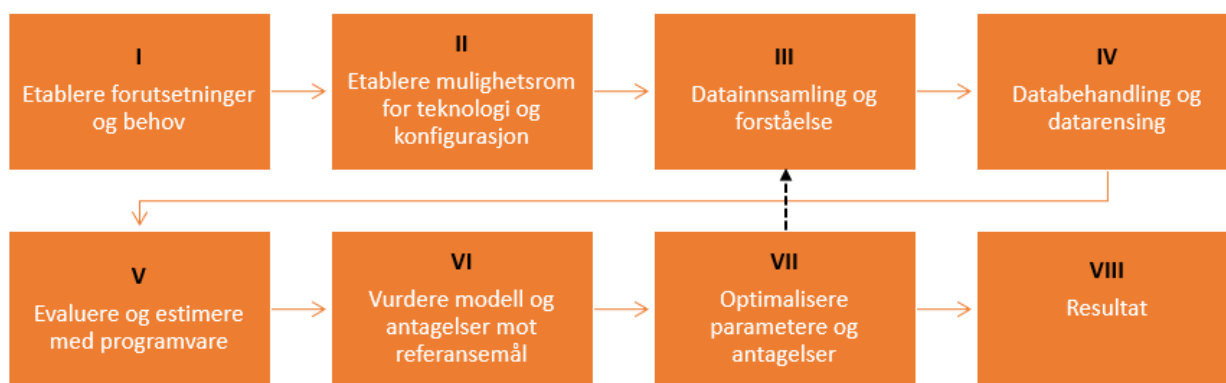 I
Etablere forutsetninger
og behov
II
Etablere mulighetsrom
for teknologi og
konfigurasjon
III
Datainnsamling og
forståelse
IV
Databehandling og
datarensing
V
Evaluere og estimere
med programvare
VI
Vurdere modell og
antagelser mot
referansemål
VII
Optimalisere
parametere og
antagelser
VIII
Resultat